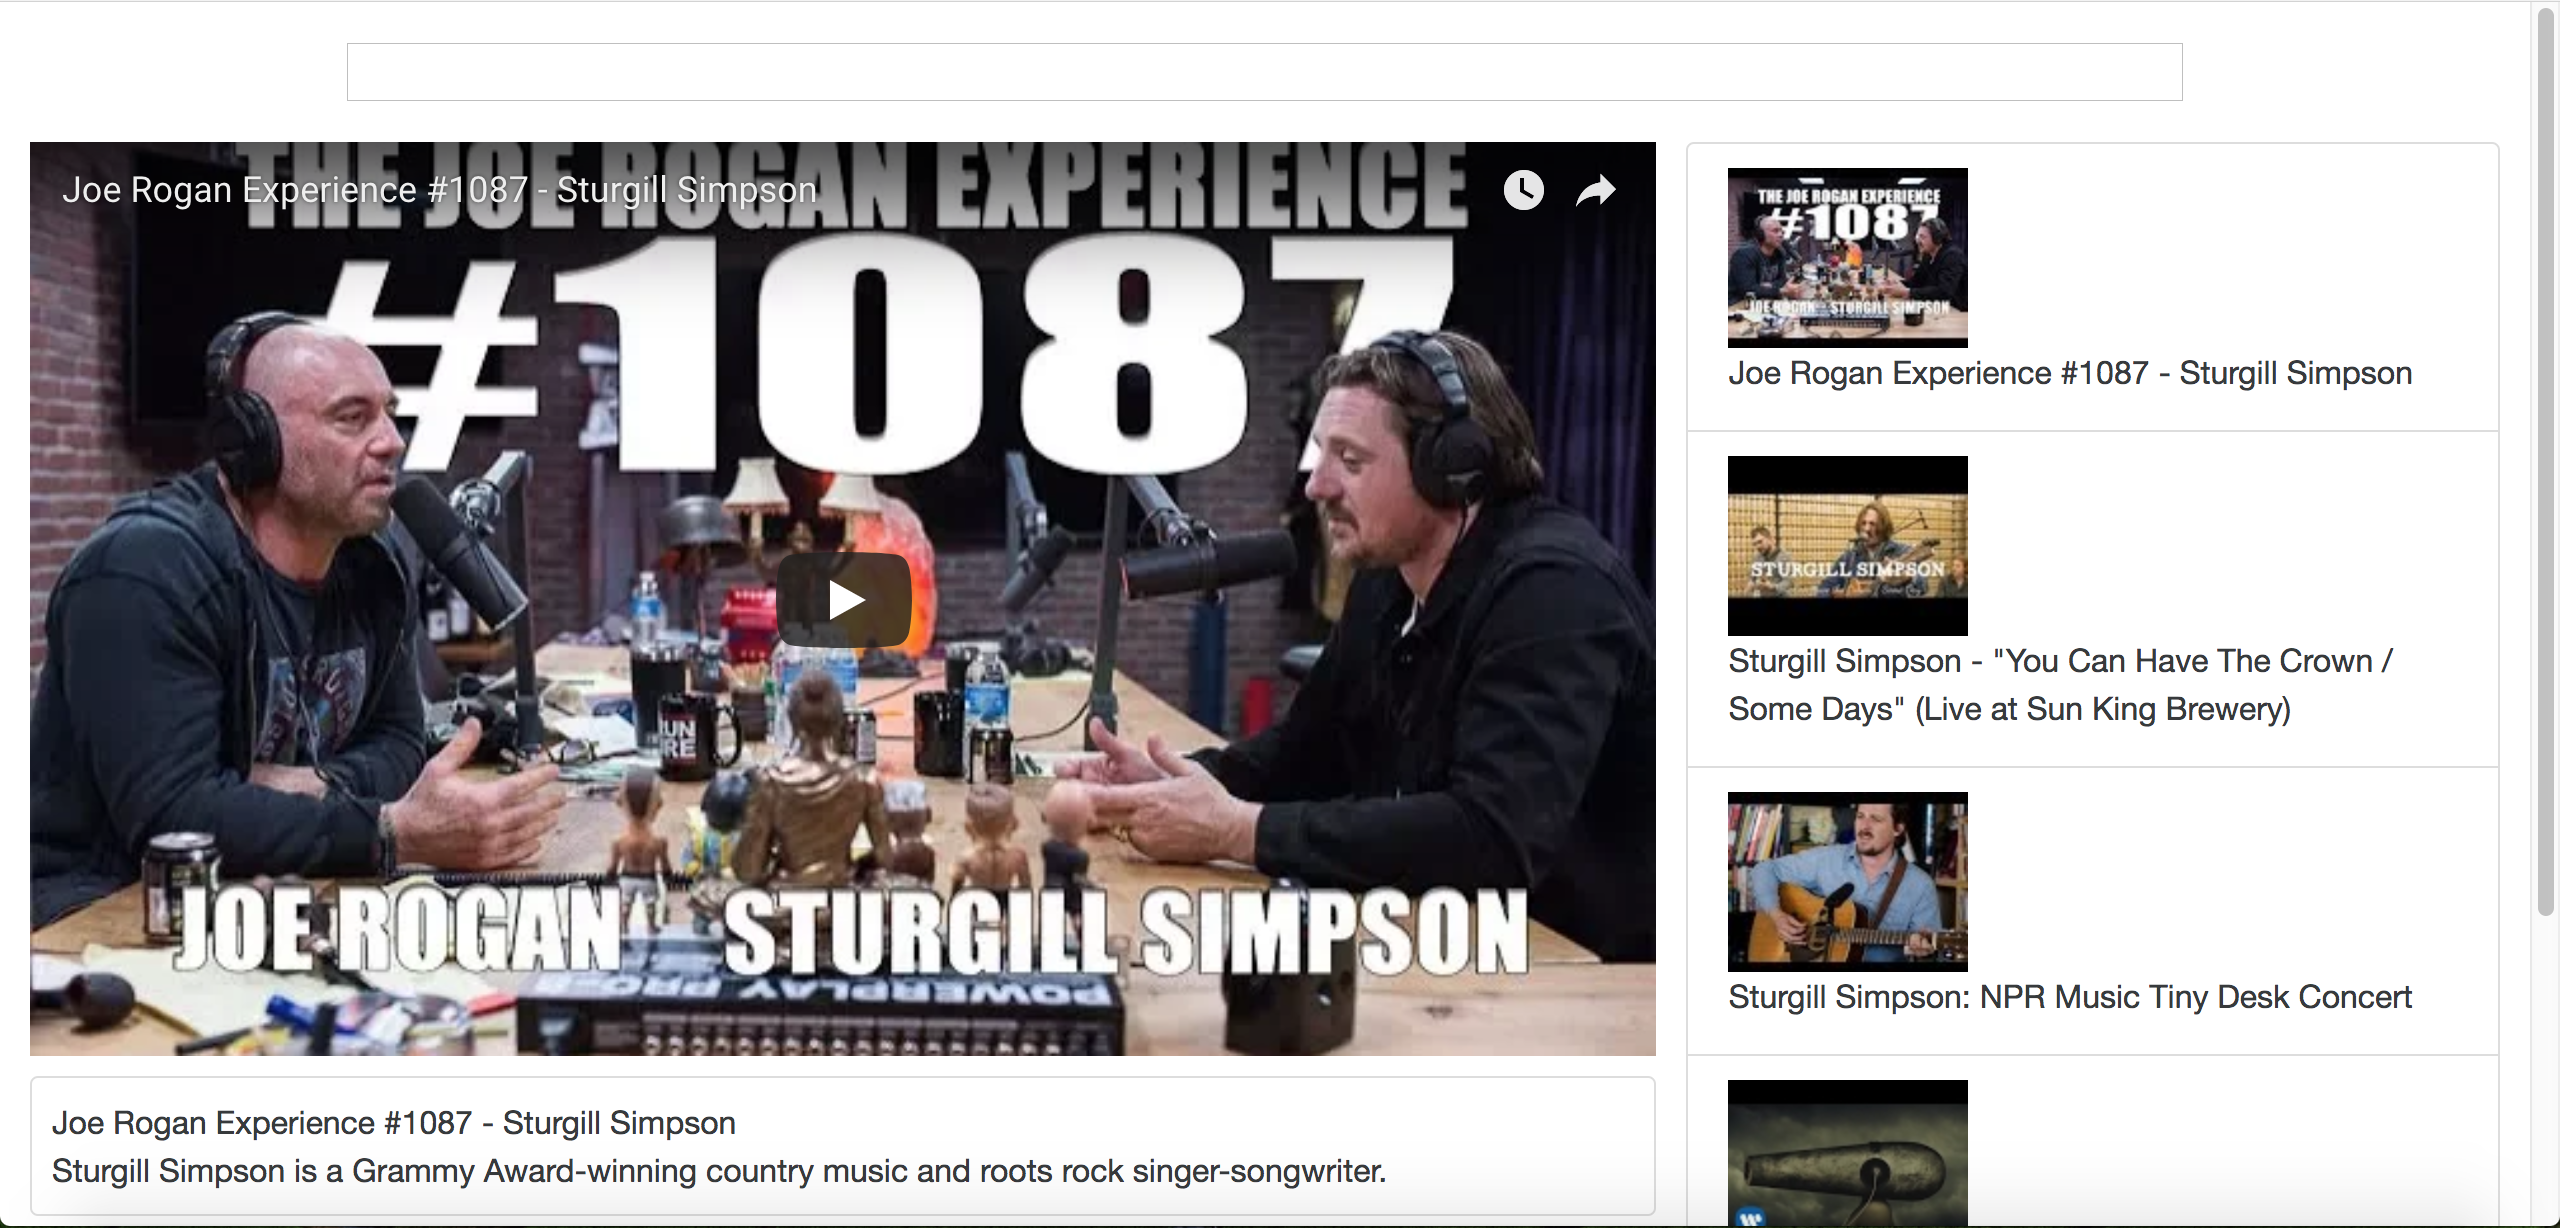 Joe Rogan Experience #1087 - Sturgill Simpson
THE JOE ROGAN EXPERIENCE
#1087
JOE ROGAN STURGILL SIMPSON
POWERPLAY PRO-8
Joe Rogan Experience #1087 - Sturgill Simpson
Sturgill Simpson is a Grammy Award-winning country music and roots rock singer-songwriter.
THE JOE ROGAN EXPERIENCE
#1087
JOE ROGAN STURGILL SIMPSON
Joe Rogan Experience #1087 - Sturgill Simpson
STURGILL SIMPSON
Sturgill Simpson - "You Can Have The Crown /
Some Days" (Live at Sun King Brewery)
Sturgill Simpson: NPR Music Tiny Desk Concert